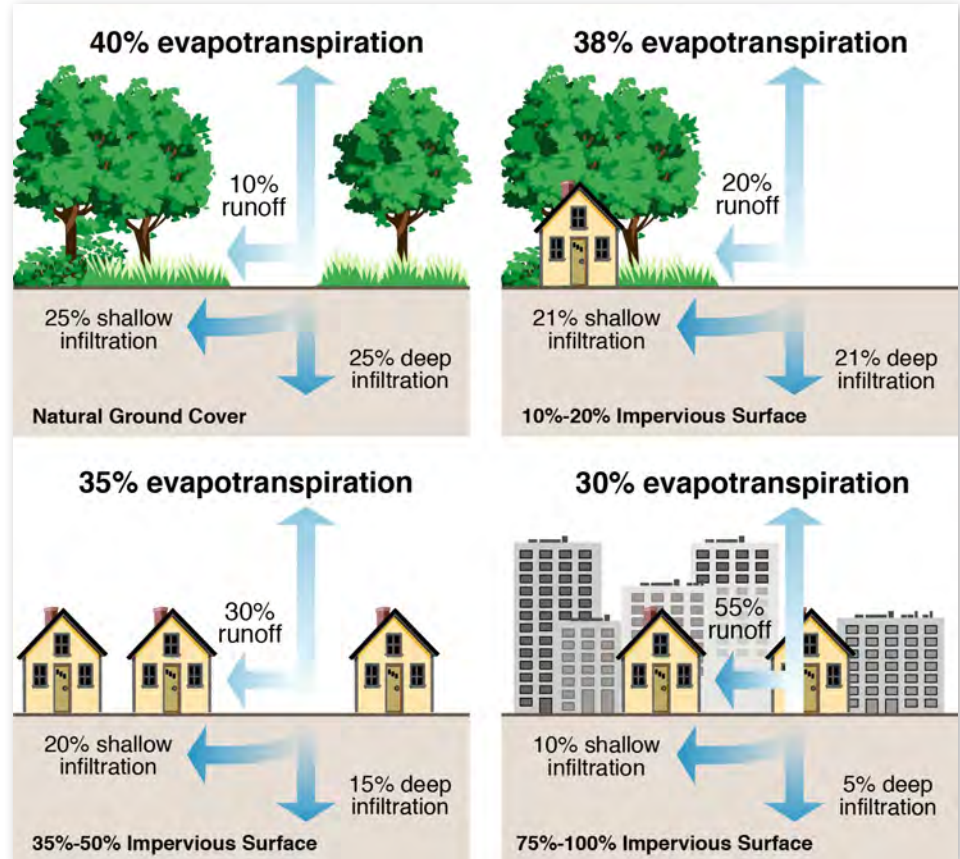 40% evapotranspiration
10%
runoff
25% shallow
infiltration
25% deep
infiltration
Natural Ground Cover
38% evapotranspiration
20%
runoff
21% shallow
infiltration
21% deep
infiltration
10%-20% Impervious Surface
35% evapotranspiration
30%
runoff
20% shallow
infiltration
15% deep
infiltration
35%-50% Impervious Surface
30% evapotranspiration
55%
runoff
10% shallow
infiltration
5% deep
infiltration
75%-100% Impervious Surface